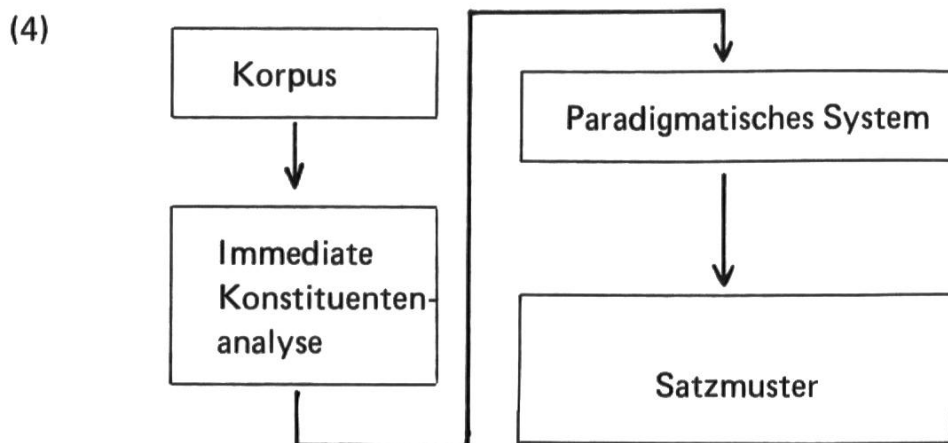 (4)
Korpus
Immediate
Konstituenten-
analyse
Paradigmatisches System
Satzmuster